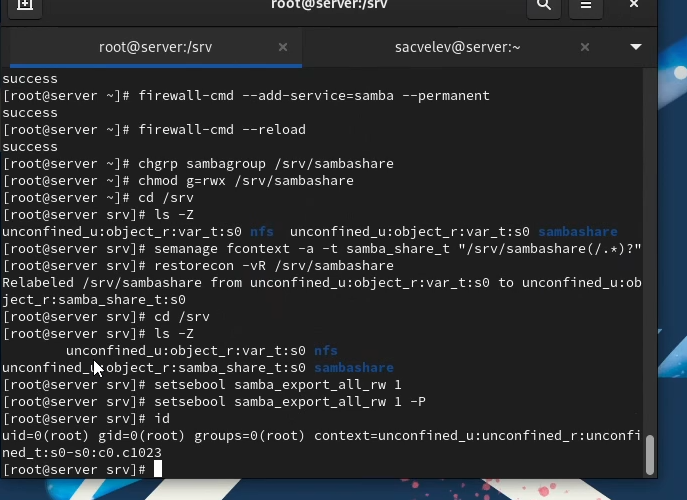 root@server:/srv
root@server:/srv
sacvelev@server:~
success
[root@server ~]# firewall-cmd --add-service=samba --permanent
success
[root@server ~]# firewall-cmd --reload
success
[root@server ~]# chgrp sambagroup /srv/sambashare
[root@server ~]# chmod g=rwx /srv/sambashare
[root@server ~]# cd /srv
[root@server srv]# ls -Z
unconfined_u:object_r:var_t:s0 nfs  unconfined_u:object_r:var_t:s0 sambashare
[root@server srv]# semanage fcontext -a -t samba_share_t "/srv/sambashare(/.*)?"
[root@server srv]# restorecon -vR /srv/sambashare
Relabeled /srv/sambashare from unconfined_u:object_r:var_t:s0 to unconfined_u:ob
ject_r:samba_share_t:s0
[root@server srv]# cd /srv
[root@server srv]# ls -Z
unconfined_u:object_r:var_t:s0 nfs
unconfined_u:object_r:samba_share_t:s0 sambashare
[root@server srv]# setsebool samba_export_all_rw 1
[root@server srv]# setsebool samba_export_all_rw 1 -P
[root@server srv]# id
uid=0(root) gid=0(root) groups=0(root) context=unconfined_u:unconfined_r:unconfi
ned_t:s0-s0:c0.c1023
[root@server srv]#